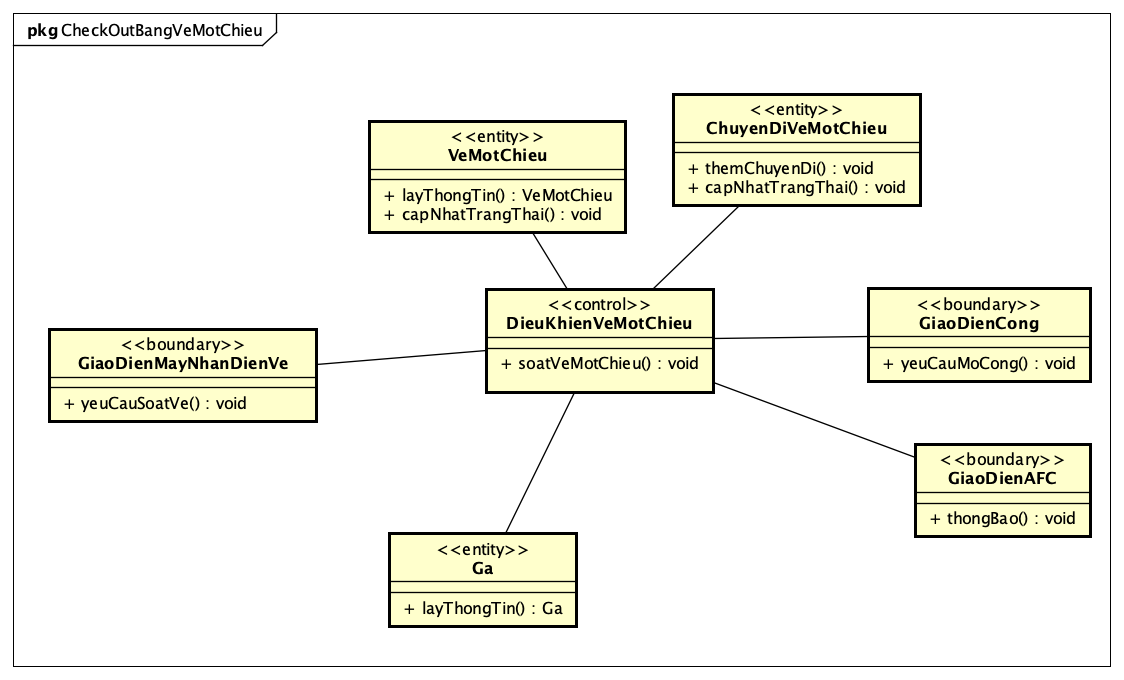 pkg CheckOutBangVeMotChieu
<<entity>>
VeMotChieu
+ layThongTin() : VeMotChieu
+ capNhatTrangThai() : void
<<entity>>
ChuyenDiVeMotChieu
+ themChuyenDi() : void
+ capNhatTrangThai() : void
<<control>>
DieuKhienVeMotChieu
+ soatVeMotChieu() : void
<<boundary>>
GiaoDienCong
+ yeuCauMoCong() : void
<<boundary>>
GiaoDienMayNhanDienVe
+ yeuCauSoatVe() : void
<<boundary>>
GiaoDienAFC
+ thongBao() : void
<<entity>>
Ga
+ layThongTin() : Ga